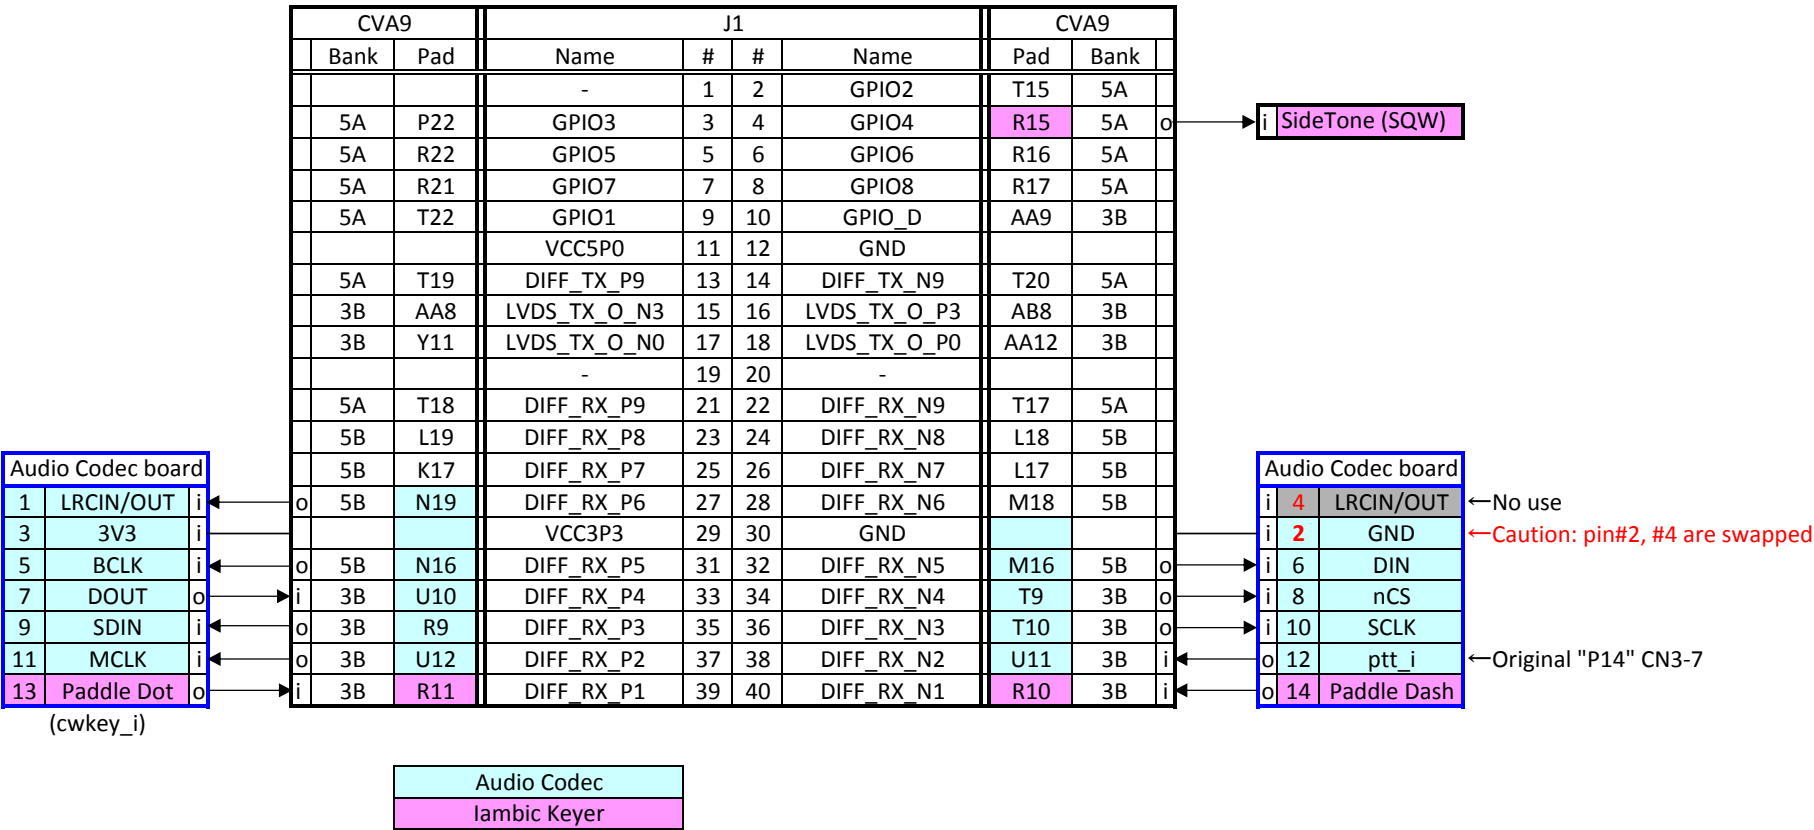 CVA9 J1 CVA9
Bank Pad Name # # Name Pad Bank
- 1 2 GPIO2 T15 5A
5A P22 GPIO3 3 4 GPIO4 R15 5A o i SideTone (SQW)
5A R22 GPIO5 5 6 GPIO6 R16 5A
5A R21 GPIO7 7 8 GPIO8 R17 5A
5A T22 GPIO1 9 10 GPIO_D AA9 3B
VCC5P0 11 12 GND
5A T19 DIFF_TX_P9 13 14 DIFF_TX_N9 T20 5A
3B AA8 LVDS_TX_O_N3 15 16 LVDS_TX_O_P3 AB8 3B
3B Y11 LVDS_TX_O_N0 17 18 LVDS_TX_O_P0 AA12 3B
- 19 20 -
5A T18 DIFF_RX_P9 21 22 DIFF_RX_N9 T17 5A
5B L19 DIFF_RX_P8 23 24 DIFF_RX_N8 L18 5B
Audio Codec board 5B K17 DIFF_RX_P7 25 26 DIFF_RX_N7 L17 5B Audio Codec board
1 LRCIN/OUT i o 5B N19 DIFF_RX_P6 27 28 DIFF_RX_N6 M18 5B i 4 LRCIN/OUT ←No use
3 3V3 i VCC3P3 29 30 GND i 2 GND ←Caution: pin#2, #4 are swapped
5 BCLK i o 5B N16 DIFF_RX_P5 31 32 DIFF_RX_N5 M16 5B o i 6 DIN
7 DOUT o i 3B U10 DIFF_RX_P4 33 34 DIFF_RX_N4 T9 3B o i 8 nCS
9 SDIN i o 3B R9 DIFF_RX_P3 35 36 DIFF_RX_N3 T10 3B o i 10 SCLK
11 MCLK i o 3B U12 DIFF_RX_P2 37 38 DIFF_RX_N2 U11 3B i o 12 ptt_i ←Original "P14" CN3-7
13 Paddle Dot o i 3B R11 DIFF_RX_P1 39 40 DIFF_RX_N1 R10 3B i o 14 Paddle Dash
(cwkey_i)
Audio Codec
Iambic Keyer